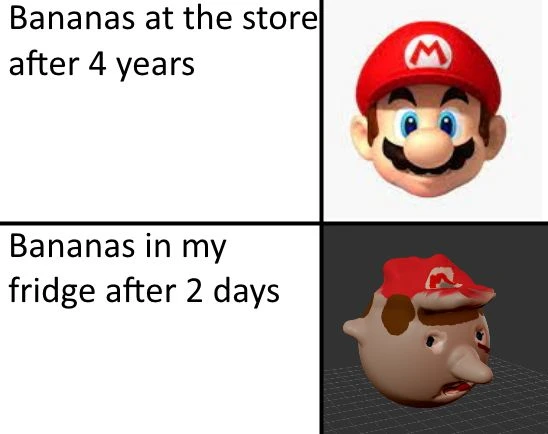 Bananas at the store
after 4 years
M
Bananas in my
fridge after 2 days
M